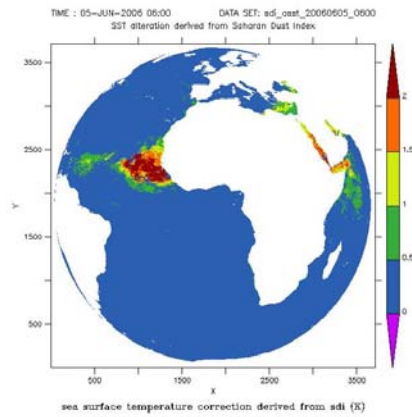 TIME : 05-JUN-2006 06:00 DATA SET: sdi_aast_20060605_0600
SST alteration derived from Saharan Dust Index
3500
2500
1500
500
Y
500 1500 2500 3500
X
2
1.5
1
0.5
0
sea surface temperature correction derived from sdi (K)